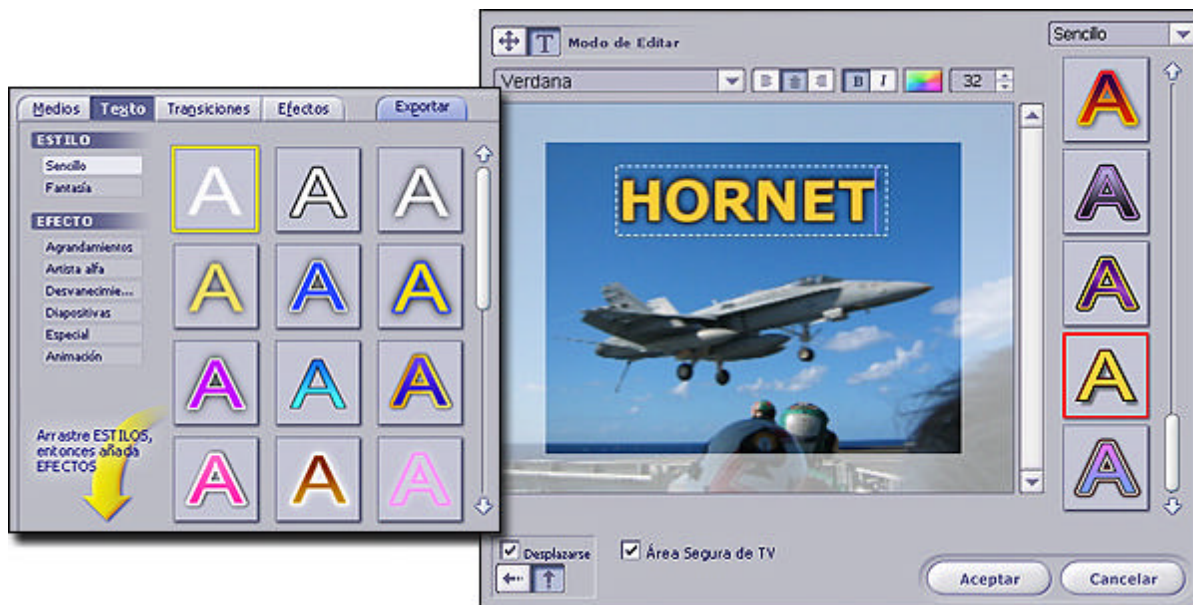 Medios Texto Transiciones Efectos Exportar
ESTILO
Sencillo
Fantasía
EFECTO
Agrandamientos
Artista alfa
Desvanecimie...
Diapositivas
Especial
Animación
Arrastre ESTILOS,
entonces añada
EFECTOS
A A A
A A A
A A A
A A A
T Modo de Editar
Sencillo
Verdana B I 32
HORNET
A
A
A
A
A
Desplazarse Área Segura de TV
Aceptar Cancelar